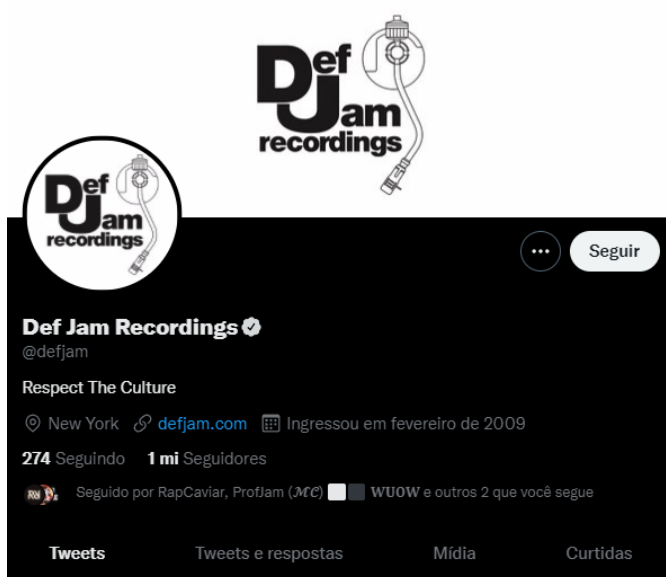 Def
Jam
recordings
Def
Jam
recordings
Seguir
Def Jam Recordings
@defjam
Respect The Culture
New York defjam.com Ingressou em fevereiro de 2009
274 Seguindo 1 mi Seguidores
Seguido por RapCaviar, ProfJam (𝓜𝓒) ⬜⬛ 𝐖𝐔𝟎𝐖 e outros 2 que você segue
Tweets Tweets e respostas Mídia Curtidas